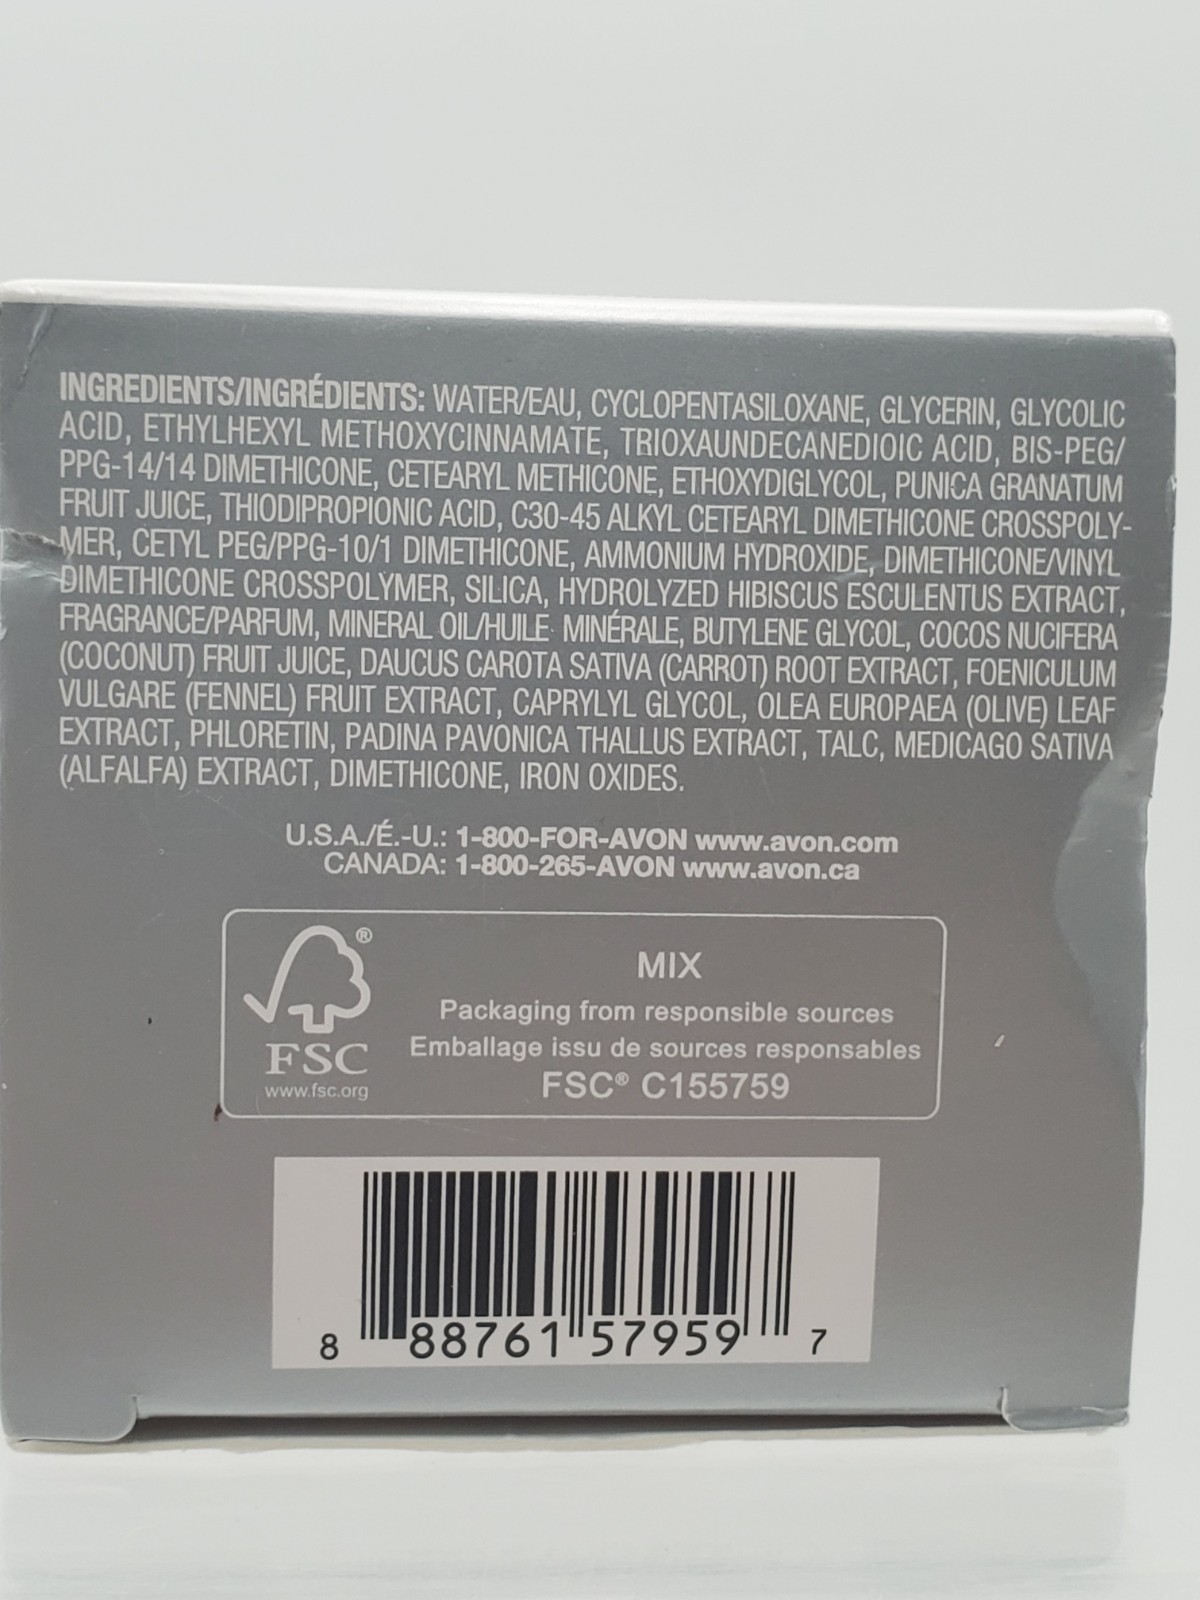 INGREDIENTS/INGRÉDIENTS: WATER/EAU, CYCLOPENTASILOXANE, GLYCERIN, GLYCOLIC
ACID, ETHYLHEXYL METHOXYCINNAMATE, TRIOXAUNDECANEDIOIC ACID, BIS-PEG/
PPG-14/14 DIMETHICONE, CETEARYL METHICONE, ETHOXYDIGLYCOL, PUNICA GRANATUM
FRUIT JUICE, THIODIPROPIONIC ACID, C30-45 ALKYL CETEARYL DIMETHICONE CROSSPOLY-
MER, CETYL PEG/PPG-10/1 DIMETHICONE, AMMONIUM HYDROXIDE, DIMETHICONE/VINYL
DIMETHICONE CROSSPOLYMER, SILICA, HYDROLYZED HIBISCUS ESCULENTUS EXTRACT,
FRAGRANCE/PARFUM, MINERAL OIL/HUILE MINÉRALE, BUTYLENE GLYCOL, COCOS NUCIFERA
(COCONUT) FRUIT JUICE, DAUCUS CAROTA SATIVA (CARROT) ROOT EXTRACT, FOENICULUM
VULGARE (FENNEL) FRUIT EXTRACT, CAPRYLYL GLYCOL, OLEA EUROPAEA (OLIVE) LEAF
EXTRACT, PHLORETIN, PADINA PAVONICA THALLUS EXTRACT, TALC, MEDICAGO SATIVA
(ALFALFA) EXTRACT, DIMETHICONE, IRON OXIDES.
U.S.A./É.-U.: 1-800-FOR-AVON www.avon.com
CANADA: 1-800-265-AVON www.avon.ca
®
FSC
www.fsc.org
MIX
Packaging from responsible sources
Emballage issu de sources responsables
FSC® C155759
8 88761 57959 7